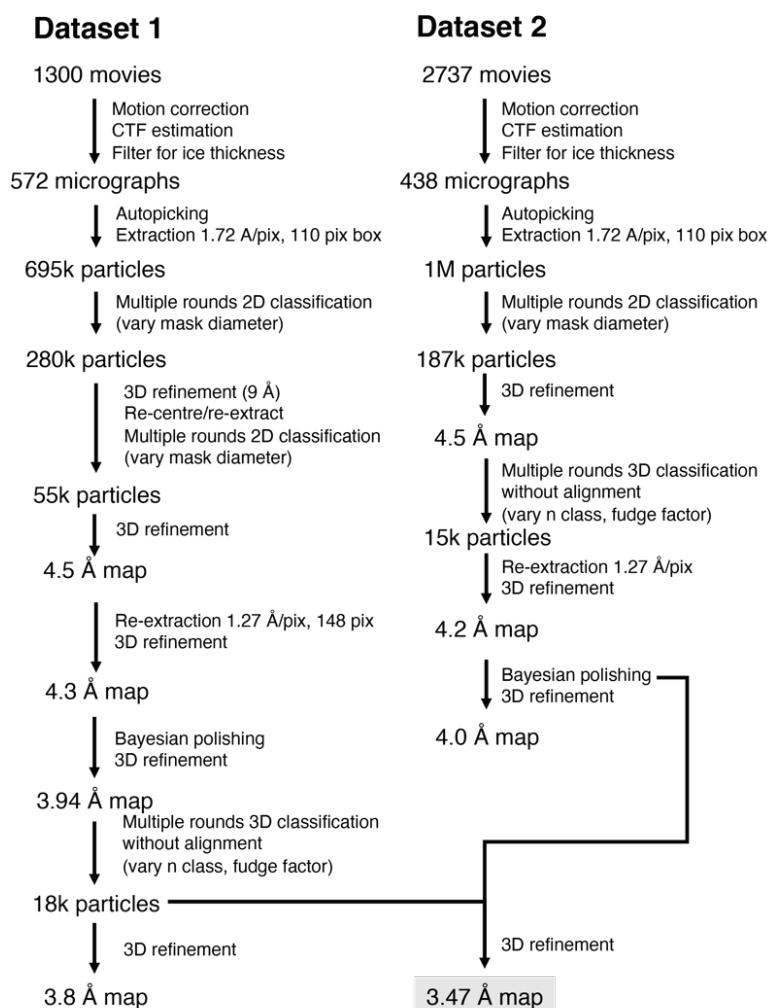 Dataset 1
1300 movies
Motion correction
CTF estimation
Filter for ice thickness
572 micrographs
Autopicking
Extraction 1.72 A/pix, 110 pix box
695k particles
Multiple rounds 2D classification
(vary mask diameter)
280k particles
3D refinement (9 Å)
Re-centre/re-extract
Multiple rounds 2D classification
(vary mask diameter)
55k particles
3D refinement
4.5 Å map
Re-extraction 1.27 Å/pix, 148 pix
3D refinement
4.3 Å map
Bayesian polishing
3D refinement
3.94 Å map
Multiple rounds 3D classification
without alignment
(vary n class, fudge factor)
18k particles
3D refinement
3.8 Å map
Dataset 2
2737 movies
Motion correction
CTF estimation
Filter for ice thickness
438 micrographs
Autopicking
Extraction 1.72 A/pix, 110 pix box
1M particles
Multiple rounds 2D classification
(vary mask diameter)
187k particles
3D refinement
4.5 Å map
Multiple rounds 3D classification
without alignment
(vary n class, fudge factor)
15k particles
Re-extraction 1.27 Å/pix
3D refinement
4.2 Å map
Bayesian polishing
3D refinement
4.0 Å map
3D refinement
3.47 Å map